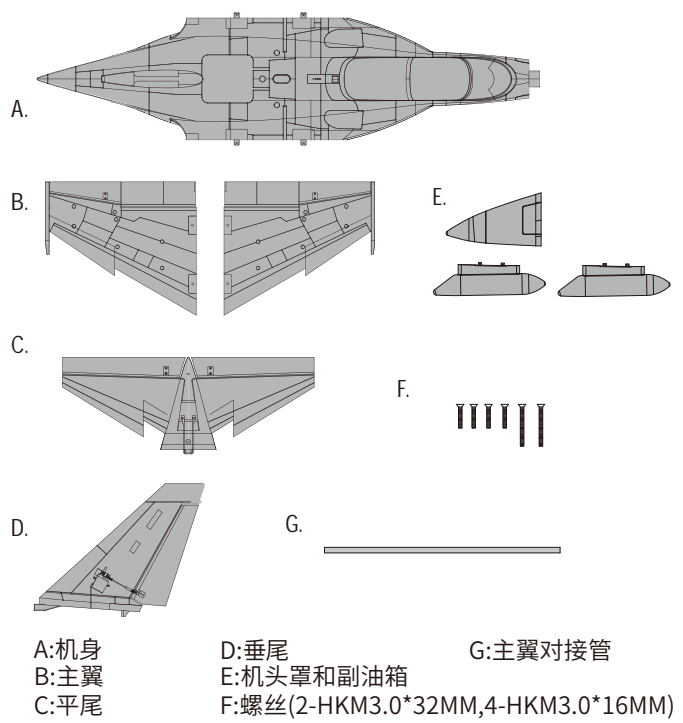 A.
B.
E.
C.
F.
D.
G.
A:机身 D:垂尾 G:主翼对接管
B:主翼 E:机头罩和副油箱
C:平尾 F:螺丝(2-HKM3.0*32MM,4-HKM3.0*16MM)